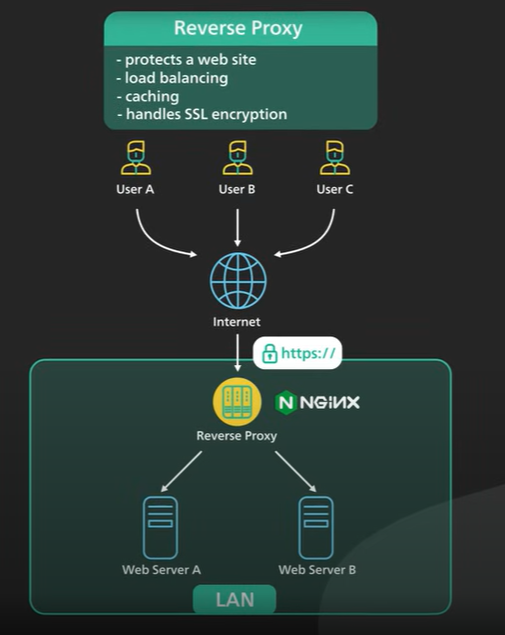 Reverse Proxy
- protects a web site
- load balancing
- caching
- handles SSL encryption
User A
User B
User C
Internet
https://
N NGiNX
Reverse Proxy
Web Server A
Web Server B
LAN